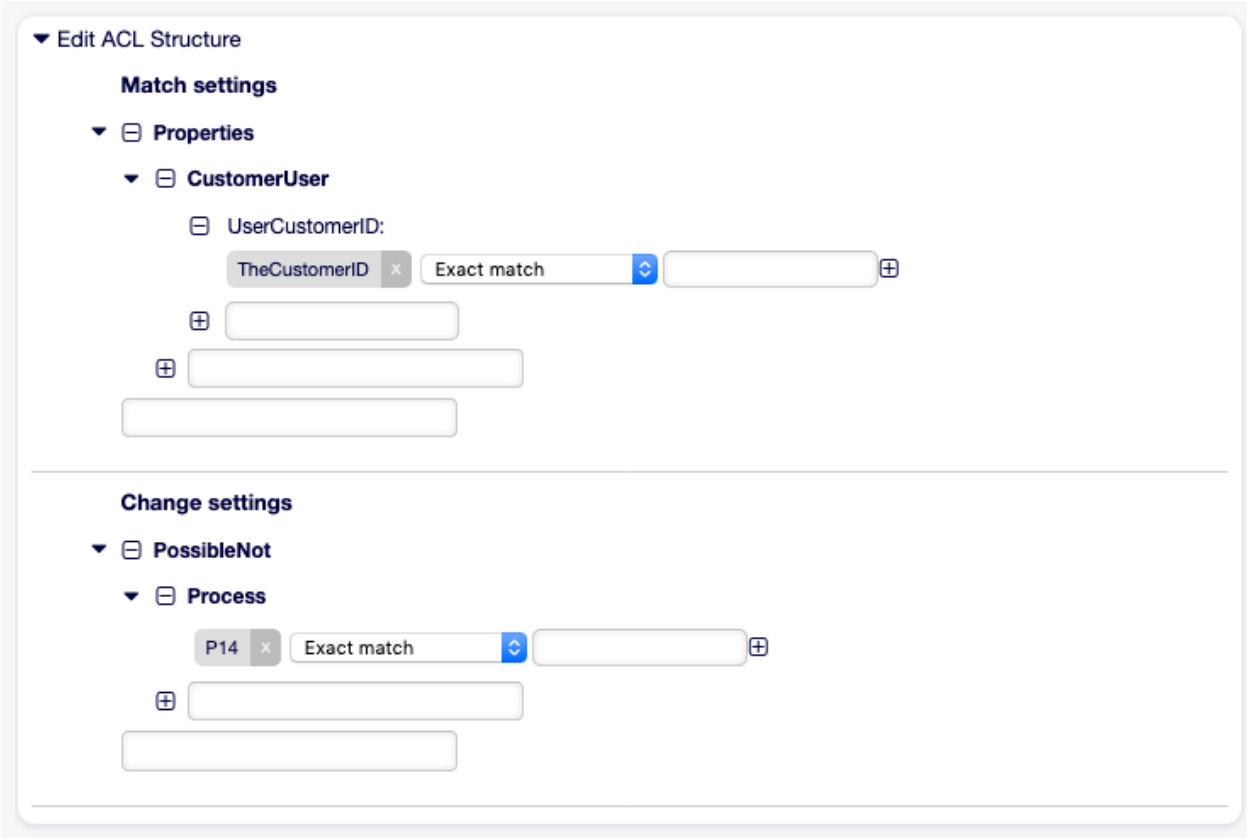 Edit ACL Structure
Match settings
Properties
CustomerUser
UserCustomerID:
TheCustomerID x Exact match
Change settings
PossibleNot
Process
P14 x Exact match